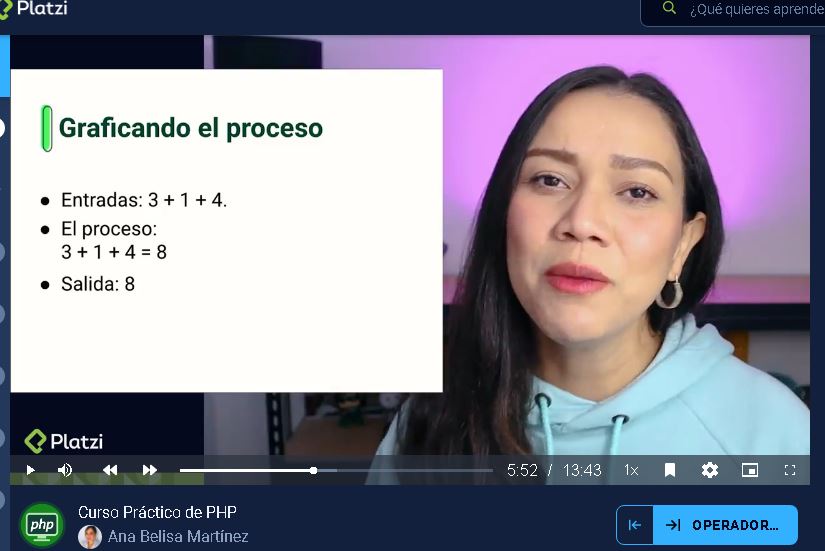 Platzi
¿Qué quieres aprende
Graficando el proceso
● Entradas: 3 + 1 + 4.
● El proceso:
3 + 1 + 4 = 8
● Salida: 8
Platzi
5:52 / 13:43 1x
php
Curso Práctico de PHP
Ana Belisa Martínez
OPERADOR...